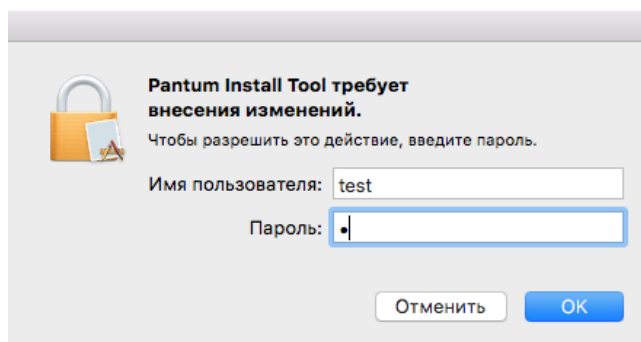 Pantum Install Tool требует
внесения изменений.
Чтобы разрешить это действие, введите пароль.
Имя пользователя: test
Пароль: •
Отменить OK